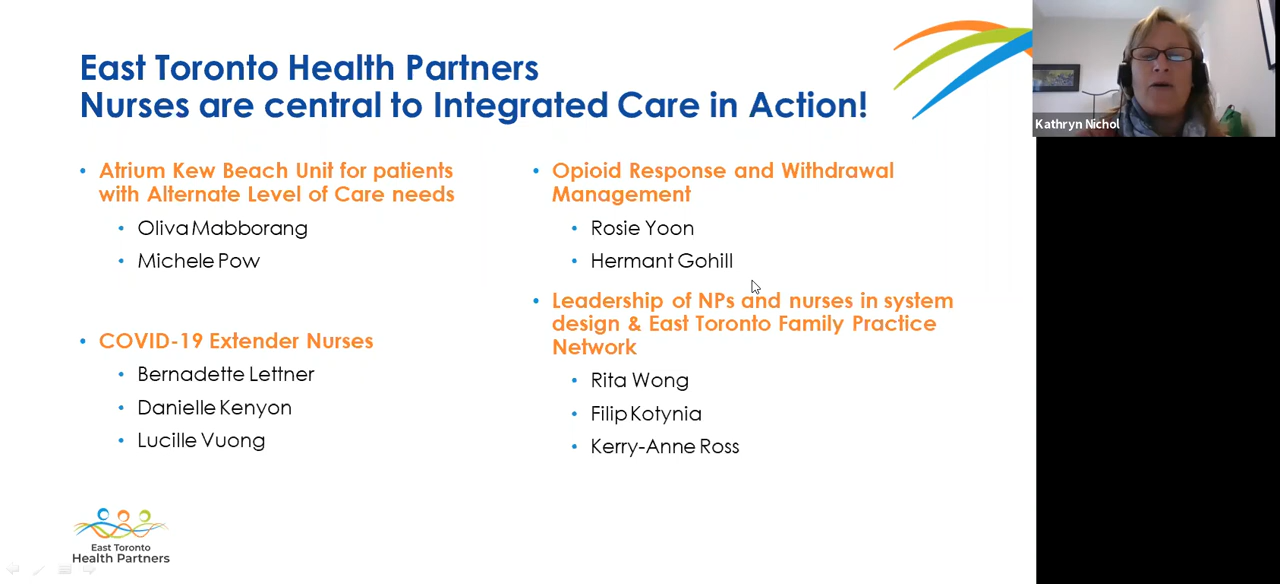 East Toronto Health Partners
Nurses are central to Integrated Care in Action!
Kathryn Nichol
• Atrium Kew Beach Unit for patients
with Alternate Level of Care needs
• Oliva Mabborang
• Michele Pow
• COVID-19 Extender Nurses
• Bernadette Lettner
• Danielle Kenyon
• Lucille Vuong
• Opioid Response and Withdrawal
Management
• Rosie Yoon
• Hermant Gohill
• Leadership of NPs and nurses in system
design & East Toronto Family Practice
Network
• Rita Wong
• Filip Kotynia
• Kerry-Anne Ross
East Toronto
Health Partners